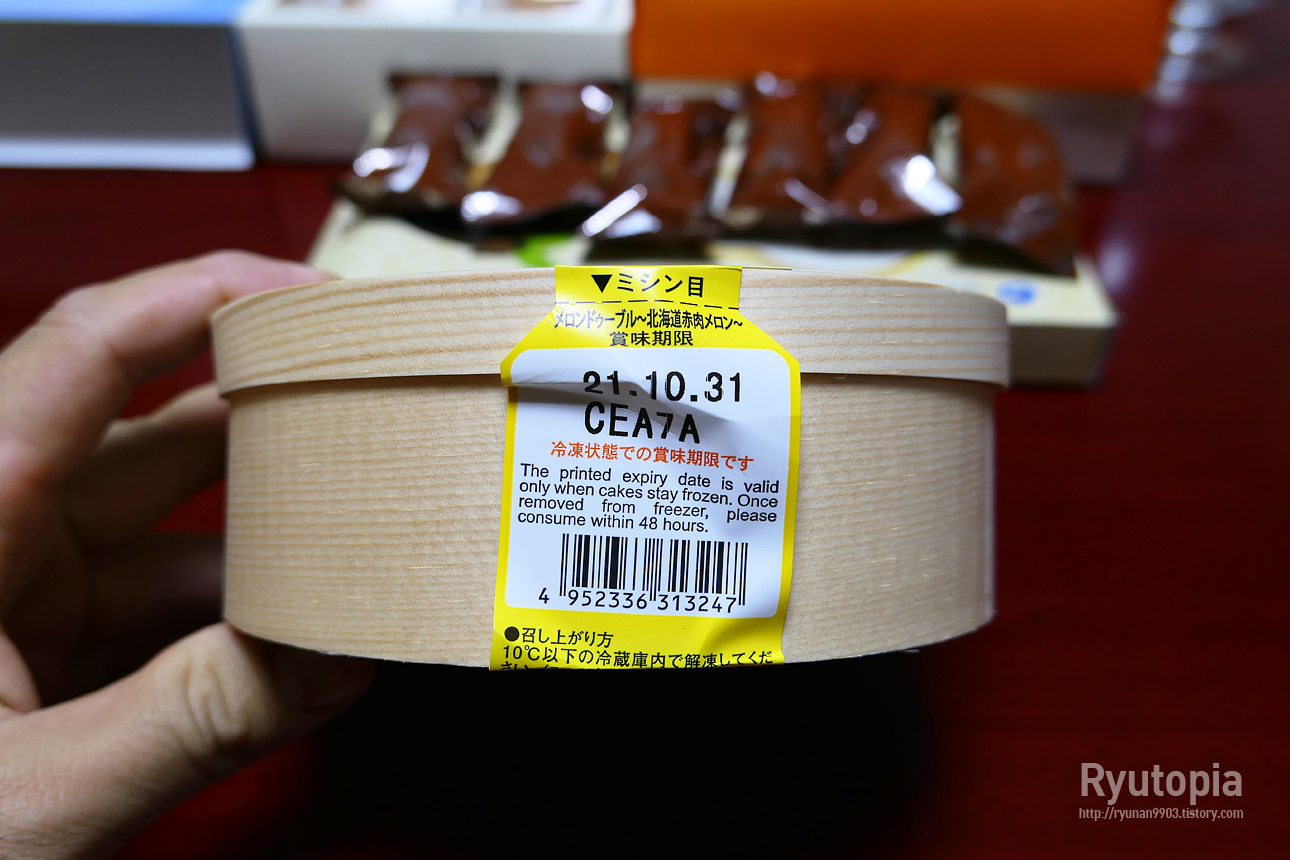 ▼ミシン目
メロンドゥーブル~北海道赤肉メロン~
賞味期限
21.10.31
CEA7A
冷凍状態での賞味期限です
The printed expiry date is valid
only when cakes stay frozen. Once
removed from freezer, please
consume within 48 hours.
4 952336 313247
●召し上がり方
10℃以下の冷蔵庫内で解凍してくだ
Ryutopia
http://ryunan9903.tistory.com